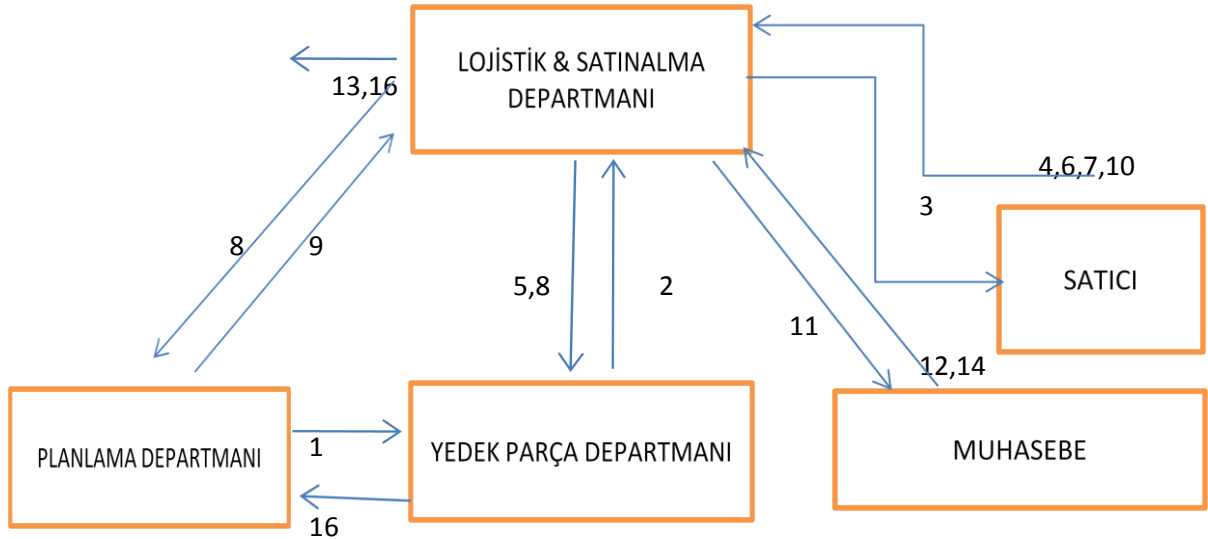 LOJİSTİK & SATINALMA
DEPARTMANI
13,16
4,6,7,10
3
8
9
5,8
2
SATICI
11
12,14
PLANLAMA DEPARTMANI
1
YEDEK PARÇA DEPARTMANI
MUHASEBE
16